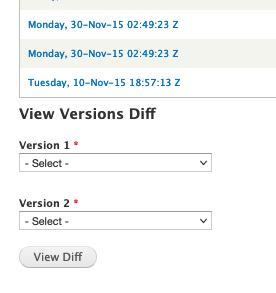 Monday, 30-Nov-15 02:49:23 Z
Monday, 30-Nov-15 02:49:23 Z
Tuesday, 10-Nov-15 18:57:13 Z
View Versions Diff
Version 1 *
- Select -
Version 2 *
- Select -
View Diff